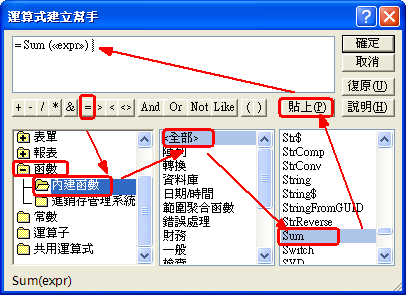 運算式建立幫手
=Sum («expr»)
確定
取消
復原(U)
+ - / * & = > < <> And Or Not Like ( ) 貼上(P) 說明(H)
表單
報表
函數
內建函數
進銷存管理系統
常數
運算子
共用運算式
<全部>
陣列
轉換
資料庫
日期/時間
範圍聚合函數
錯誤處理
財務
一般
檢查
Str$
StrComp
StrConv
String
String$
StringFromGUID
StrReverse
Sum
Switch
SYD
Sum(expr)